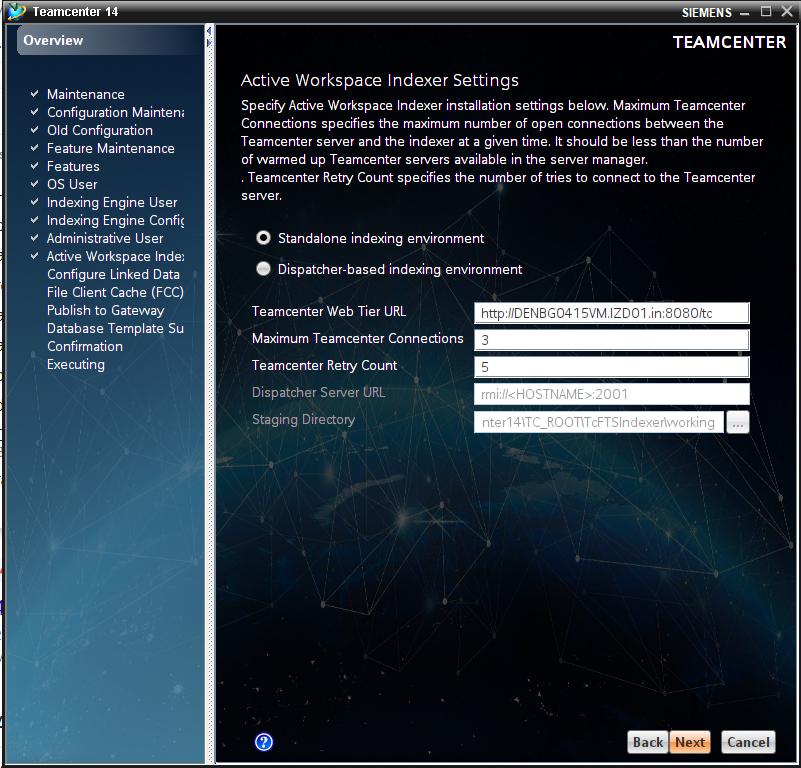 Teamcenter 14
SIEMENS
Overview
TEAMCENTER
Maintenance
Configuration Maintena
Old Configuration
Feature Maintenance
Features
OS User
Indexing Engine User
Indexing Engine Config
Administrative User
Active Workspace Index
Configure Linked Data
File Client Cache (FCC)
Publish to Gateway
Database Template Su
Confirmation
Executing
Active Workspace Indexer Settings
Specify Active Workspace Indexer installation settings below. Maximum Teamcenter
Connections specifies the maximum number of open connections between the
Teamcenter server and the indexer at a given time. It should be less than the number
of warmed up Teamcenter servers available in the server manager.
. Teamcenter Retry Count specifies the number of tries to connect to the Teamcenter
server.
Standalone indexing environment
Dispatcher-based indexing environment
Teamcenter Web Tier URL http://DENBG0415VM.IZD01.in:8080/tc
Maximum Teamcenter Connections 3
Teamcenter Retry Count 5
Dispatcher Server URL rmi://<HOSTNAME>:2001
Staging Directory nter14\TC_ROOT\TcFTSIndexer\working ...
? Back Next Cancel